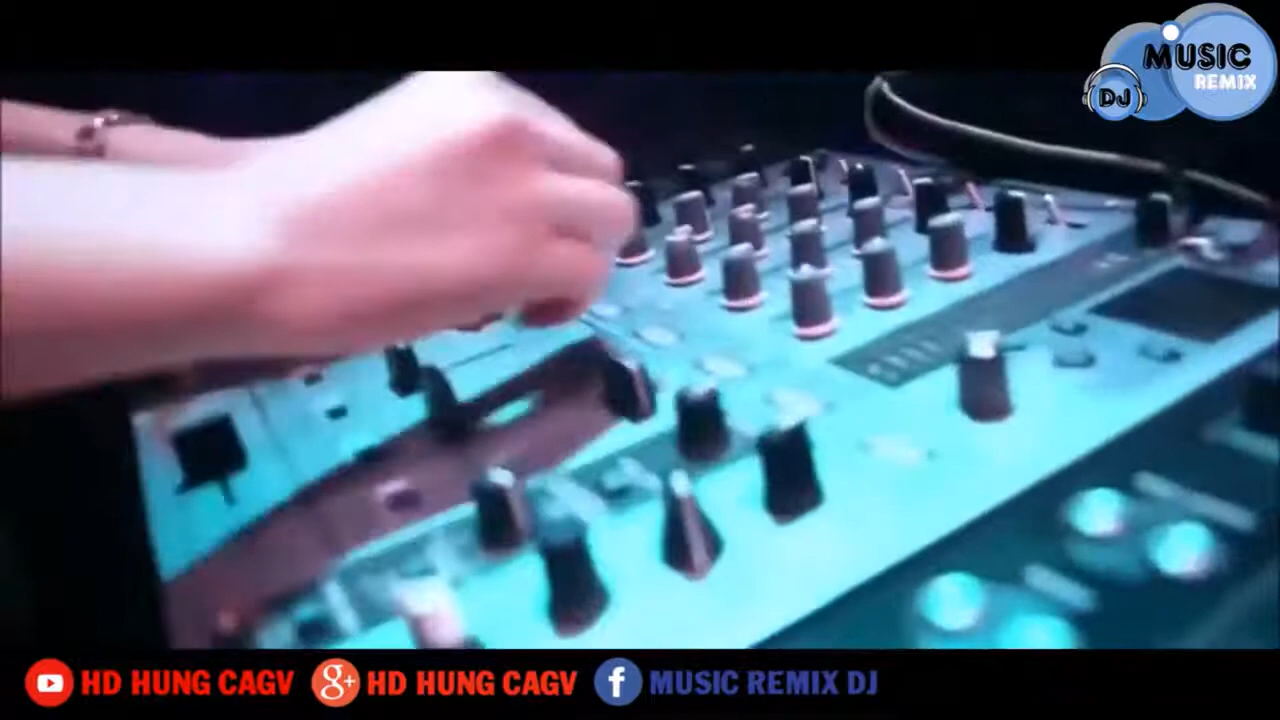 MUSIC
REMIX
DJ
HD HUNG CAGV HD HUNG CAGV MUSIC REMIX DJ